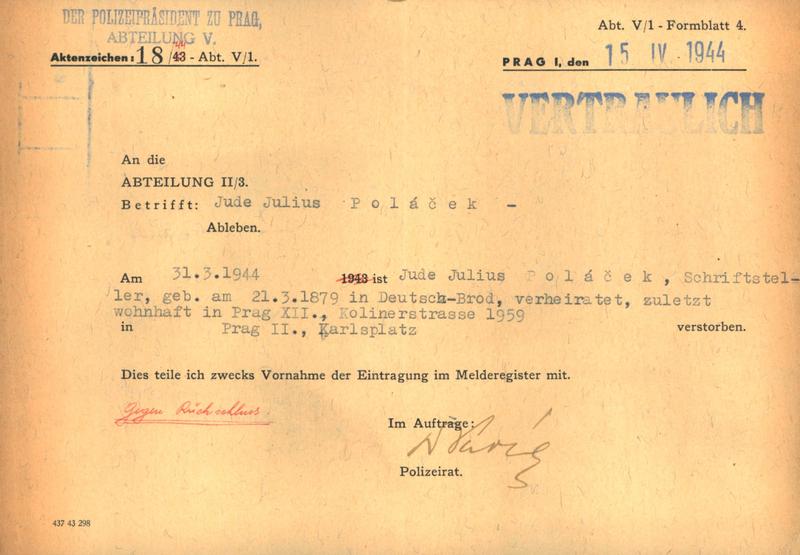 DER POLIZEIPRÄSIDENT ZU PRAG,
ABTEILUNG V.
Aktenzeichen: 18/43 44 - Abt. V/1.
Abt. V/1 - Formblatt 4.
PRAG I, den 15 IV 1944
VERTRAULICH
An die
ABTEILUNG II/3.
Betrifft: Jude Julius Poláček -
Ableben.
Am 31.3.1944 1943 ist Jude Julius Poláček, Schriftstel-
ler, geb. am 21.3.1879 in Deutsch-Brod, verheiratet, zuletzt
wohnhaft in Prag XII., Kolinerstrasse 1959
in Prag II., Karlsplatz verstorben.
Dies teile ich zwecks Vornahme der Eintragung im Melderegister mit.
Gegen Rückschluss.
Im Aufträge:
Polizeirat.
437 43 298